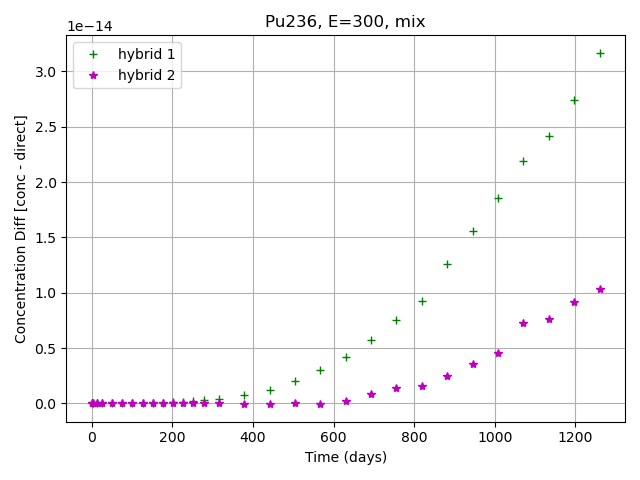 Pu236, E=300, mix
1e−14
hybrid 1
hybrid 2
3.0
2.5
2.0
1.5
1.0
0.5
0.0
Concentration Diff [conc - direct]
0 200 400 600 800 1000 1200
Time (days)